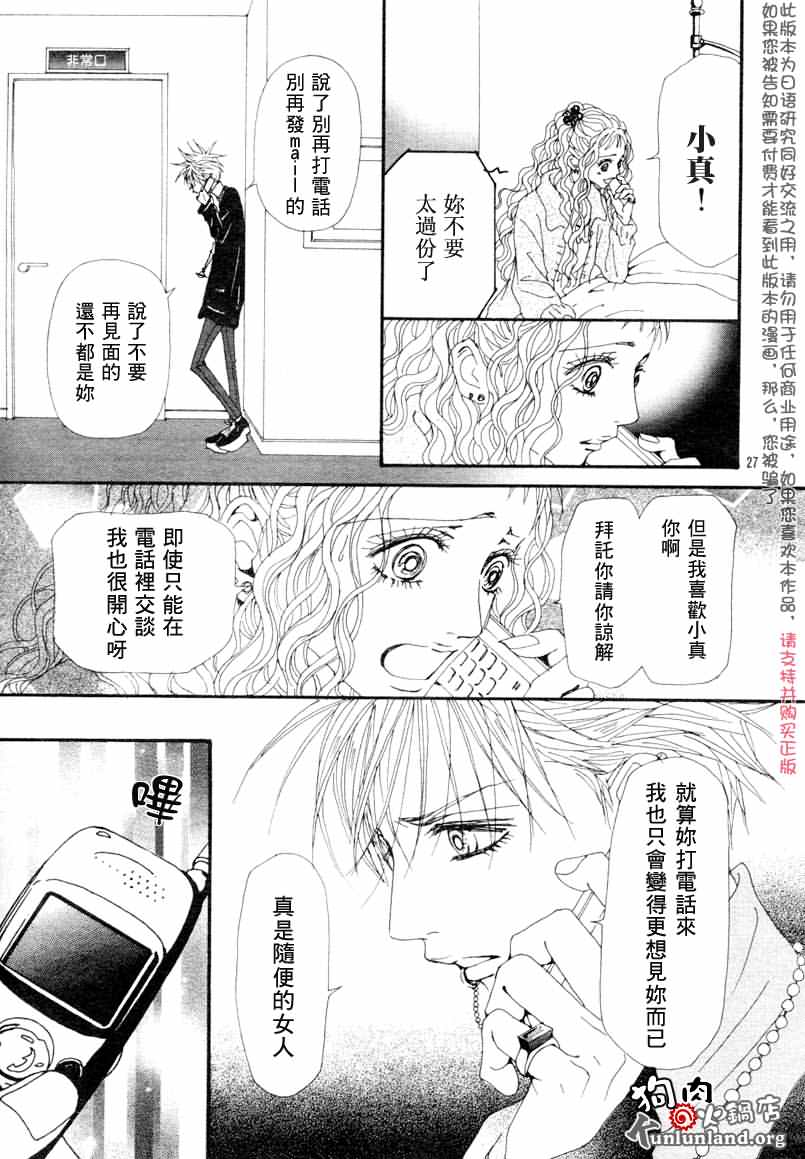 小真！
妳不要
太過份了
非常口
說了別再打電話
別再發mail的
說了不要
再見面的
還不都是妳
27
但是我喜歡小真
你啊
拜託你請你諒解
即使只能在
電話裡交談
我也很開心呀
就算妳打電話來
我也只會變得更想見妳而已
真是隨便的女人
嗶
此版本为日语研究同好交流之用，请勿用于任何商业用途，如果您喜欢本作品，请支持并购买正版
如果您被告知需要付费才能看到此版本的漫画，那么，您被骗了
狗肉
火鍋店
Kunlunland.org